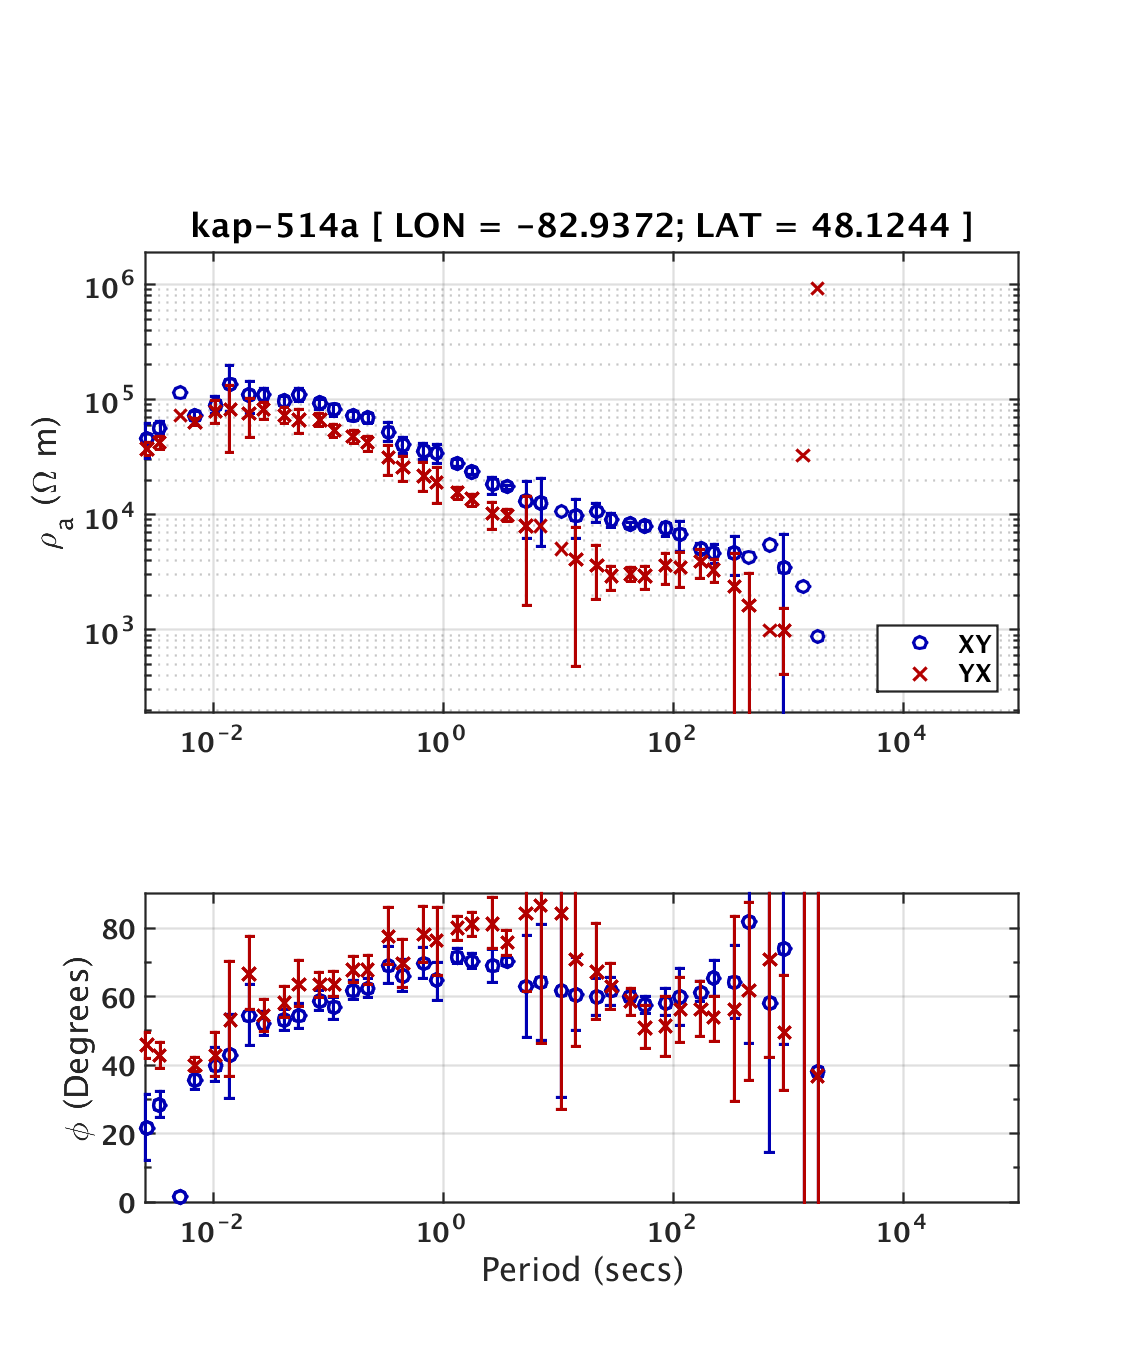 kap-514a [ LON = -82.9372; LAT = 48.1244 ]
10^6
10^5
10^4
10^3
ρ_a (Ω m)
XY
YX
10^-2 10^0 10^2 10^4
80
60
40
20
0
ϕ (Degrees)
10^-2 10^0 10^2 10^4
Period (secs)